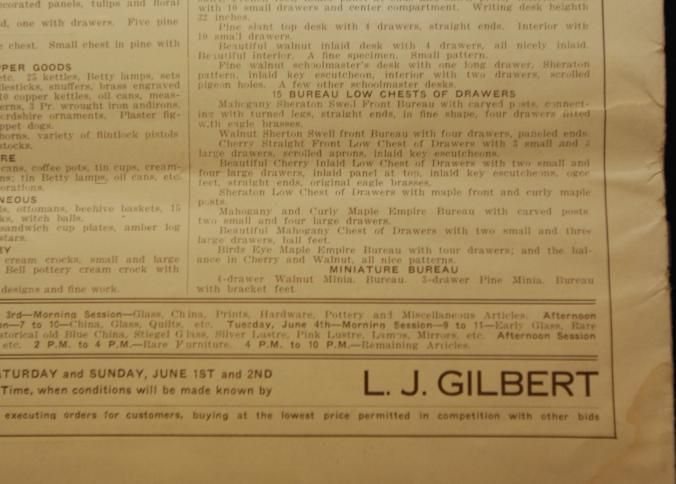 ecorated panels, tulips and floral
d, one with drawers. Five pine
e chest. Small chest in pine with
PER GOODS
etc. 25 kettles, Betty lamps, sets
dlesticks, snuffers, brass engraved
10 copper kettles, oil cans, meas-
erns, 3 Pr. wrought iron andirons,
erdshire ornaments. Plaster fig-
ppet dogs.
horns, variety of flintlock pistols
stocks.
RE
cans, coffee pots, tin cups, cream-
ns; tin Betty lamps, oil cans, etc.
orations.
NEOUS
ls, ottomans, beehive baskets, 15
ks, witch balls.
sandwich cup plates, amber log
stars.
Y
cream crocks, small and large
Bell pottery cream crock with
designs and fine work.
with 10 small drawers and center compartment. Writing desk heighth
32 inches.
Pine slant top desk with 4 drawers, straight ends. Interior with
10 small drawers.
Beautiful walnut inlaid desk with 4 drawers, all nicely inlaid.
Beautiful interior. A fine specimen. Small pattern.
Fine walnut schoolmaster's desk with one long drawer, Sheraton
pattern, inlaid key escutcheon, interior with two drawers, scrolled
pigeon holes. A few other schoolmaster desks.
15 BUREAU LOW CHESTS OF DRAWERS
Mahogany Sheraton Swell Front Bureau with carved posts, connect-
ing with turned legs, straight ends, in fine shape, four drawers fitted
with eagle brasses.
Walnut Sherton Swell front Bureau with four drawers, paneled ends.
Cherry Straight Front Low Chest of Drawers with 3 small and
large drawers, scrolled aprons, inlaid key escutcheons.
Beautiful Cherry Inlaid Low Chest of Drawers with two small and
four large drawers, inlaid panel at top, inlaid key escutcheons, ogee
feet, straight ends, original eagle brasses.
Sheraton Low Chest of Drawers with maple front and curly maple
posts.
Mahogany and Curly Maple Empire Bureau with carved posts
two small and four large drawers.
Beautiful Mahogany Chest of Drawers with two small and three
large drawers, ball feet.
Birds Eye Maple Empire Bureau with four drawers; and the bal-
ance in Cherry and Walnut, all nice patterns.
MINIATURE BUREAU
4-drawer Walnut Minia. Bureau. 3-drawer Pine Minia. Bureau
with bracket feet.
3rd—Morning Session—Glass, China, Prints, Hardware, Pottery and Miscellaneous Articles. Afternoon
on—7 to 10—China, Glass, Quilts, etc. Tuesday, June 4th—Morning Session—9 to 11—Early Glass, Rare
storical old Blue China, Stiegel Glass, Silver Lustre, Pink Lustre, Lamps, Mirrors, etc. Afternoon Session
etc. 2 P.M. to 4 P.M.—Rare Furniture. 4 P.M. to 10 P.M.—Remaining Articles.
ATURDAY and SUNDAY, JUNE 1ST and 2ND
Time, when conditions will be made known by
L. J. GILBERT
executing orders for customers, buying at the lowest price permitted in competition with other bids